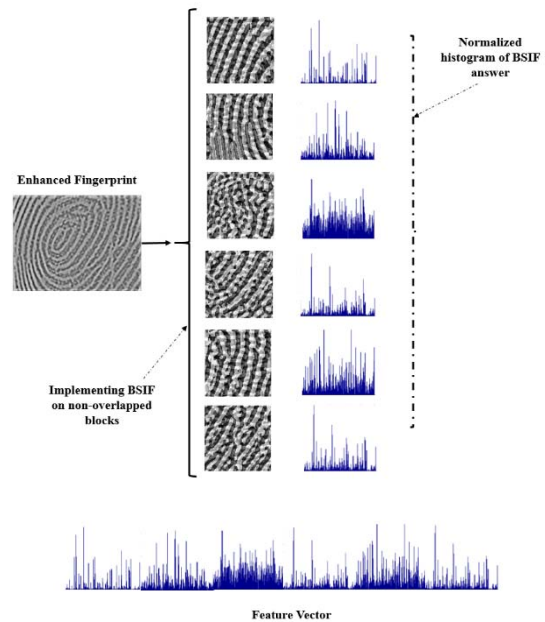 Normalized
histogram of BSIF
answer
Enhanced Fingerprint
Implementing BSIF
on non-overlapped
blocks
Feature Vector